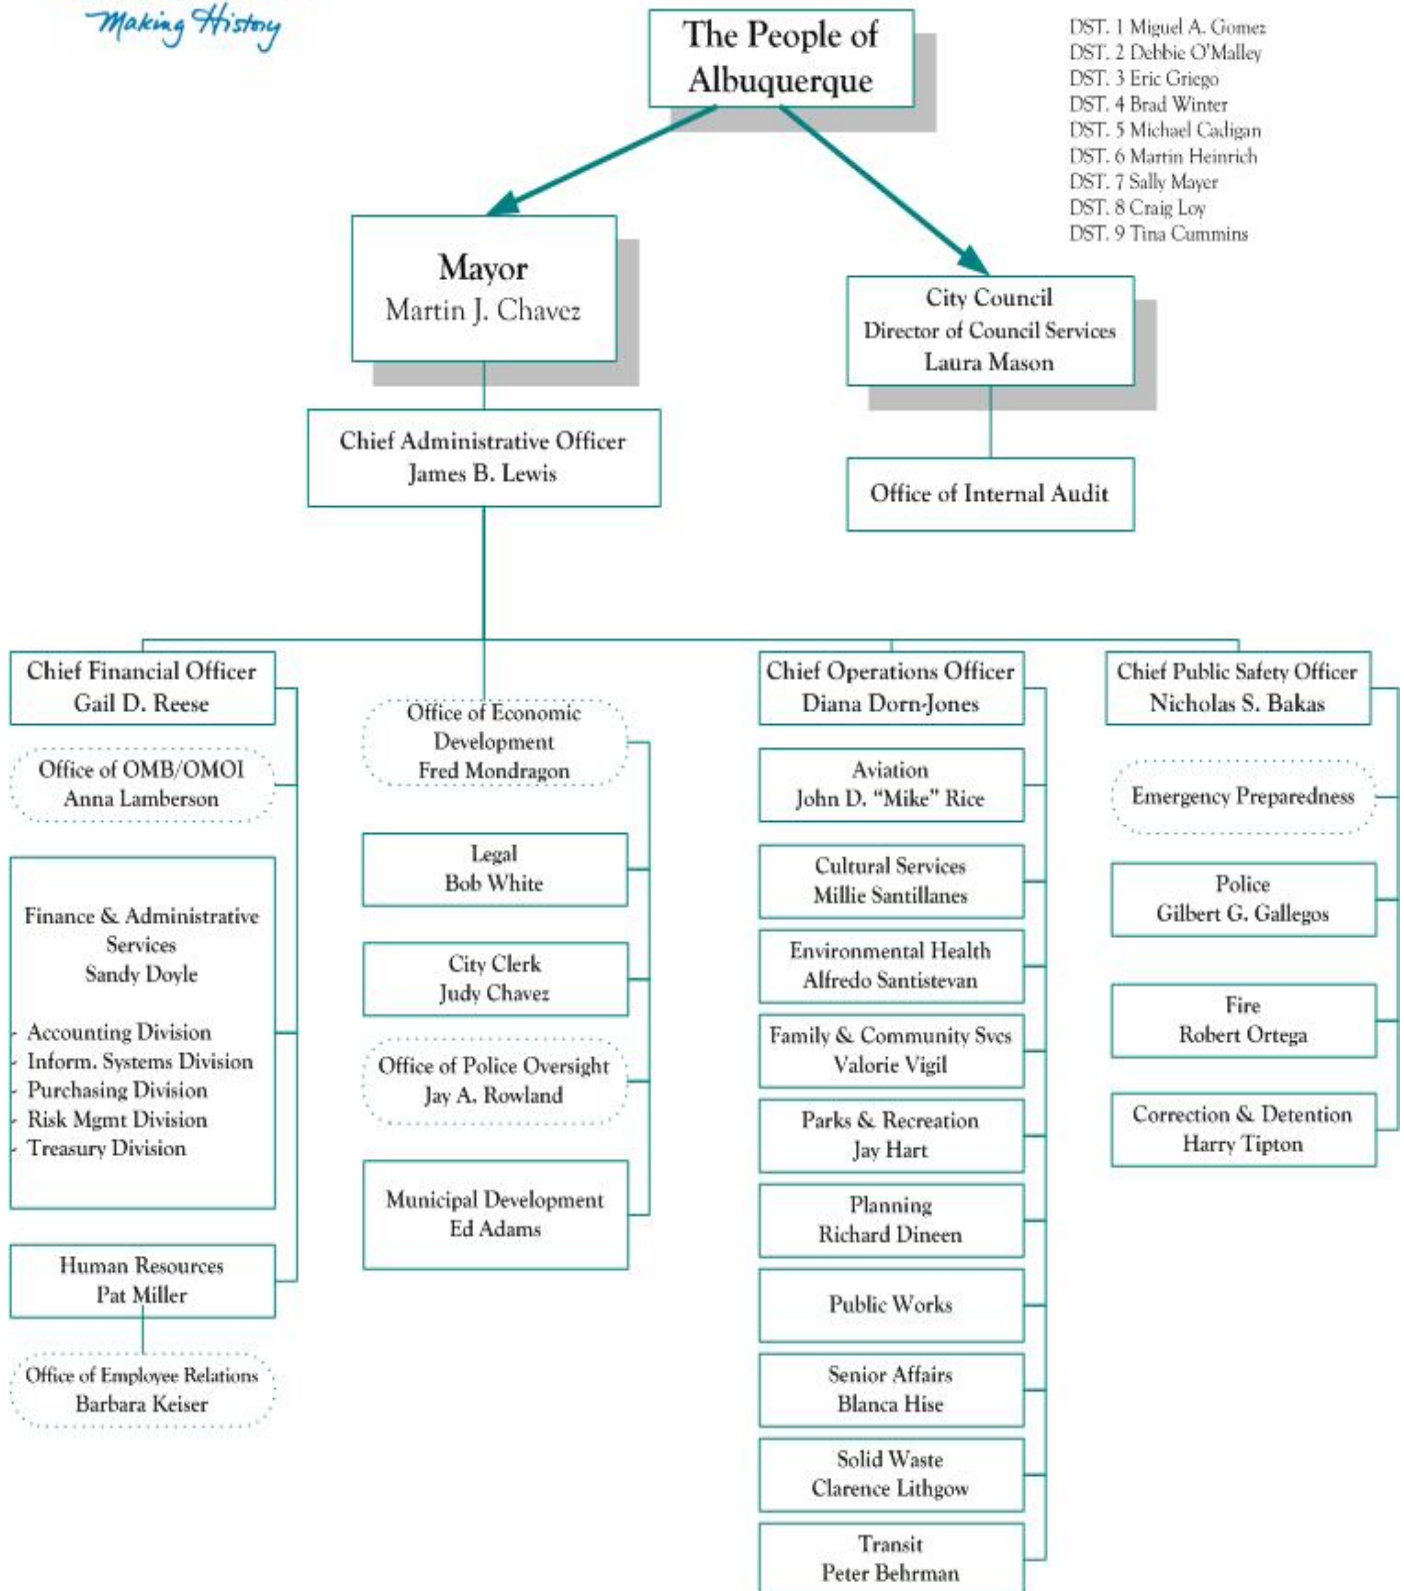 Making History
The People of
Albuquerque
DST. 1 Miguel A. Gomez
DST. 2 Debbie O'Malley
DST. 3 Eric Griego
DST. 4 Brad Winter
DST. 5 Michael Cadigan
DST. 6 Martin Heinrich
DST. 7 Sally Mayer
DST. 8 Craig Loy
DST. 9 Tina Cummins
Mayor
Martin J. Chavez
City Council
Director of Council Services
Laura Mason
Chief Administrative Officer
James B. Lewis
Office of Internal Audit
Chief Financial Officer
Gail D. Reese
Office of OMB/OMOI
Anna Lamberson
Finance & Administrative
Services
Sandy Doyle
- Accounting Division
- Inform. Systems Division
- Purchasing Division
- Risk Mgmt Division
- Treasury Division
Human Resources
Pat Miller
Office of Employee Relations
Barbara Keiser
Office of Economic
Development
Fred Mondragon
Legal
Bob White
City Clerk
Judy Chavez
Office of Police Oversight
Jay A. Rowland
Municipal Development
Ed Adams
Chief Operations Officer
Diana Dorn-Jones
Aviation
John D. “Mike” Rice
Cultural Services
Millie Santillanes
Environmental Health
Alfredo Santistevan
Family & Community Svcs
Valorie Vigil
Parks & Recreation
Jay Hart
Planning
Richard Dineen
Public Works
Senior Affairs
Blanca Hise
Solid Waste
Clarence Lithgow
Transit
Peter Behrman
Chief Public Safety Officer
Nicholas S. Bakas
Emergency Preparedness
Police
Gilbert G. Gallegos
Fire
Robert Ortega
Correction & Detention
Harry Tipton